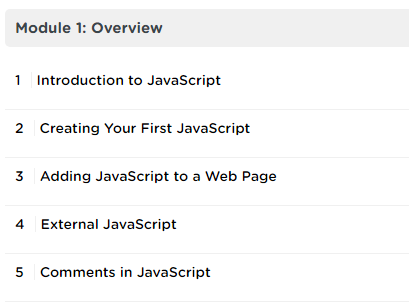 Module 1: Overview
1 Introduction to JavaScript
2 Creating Your First JavaScript
3 Adding JavaScript to a Web Page
4 External JavaScript
5 Comments in JavaScript